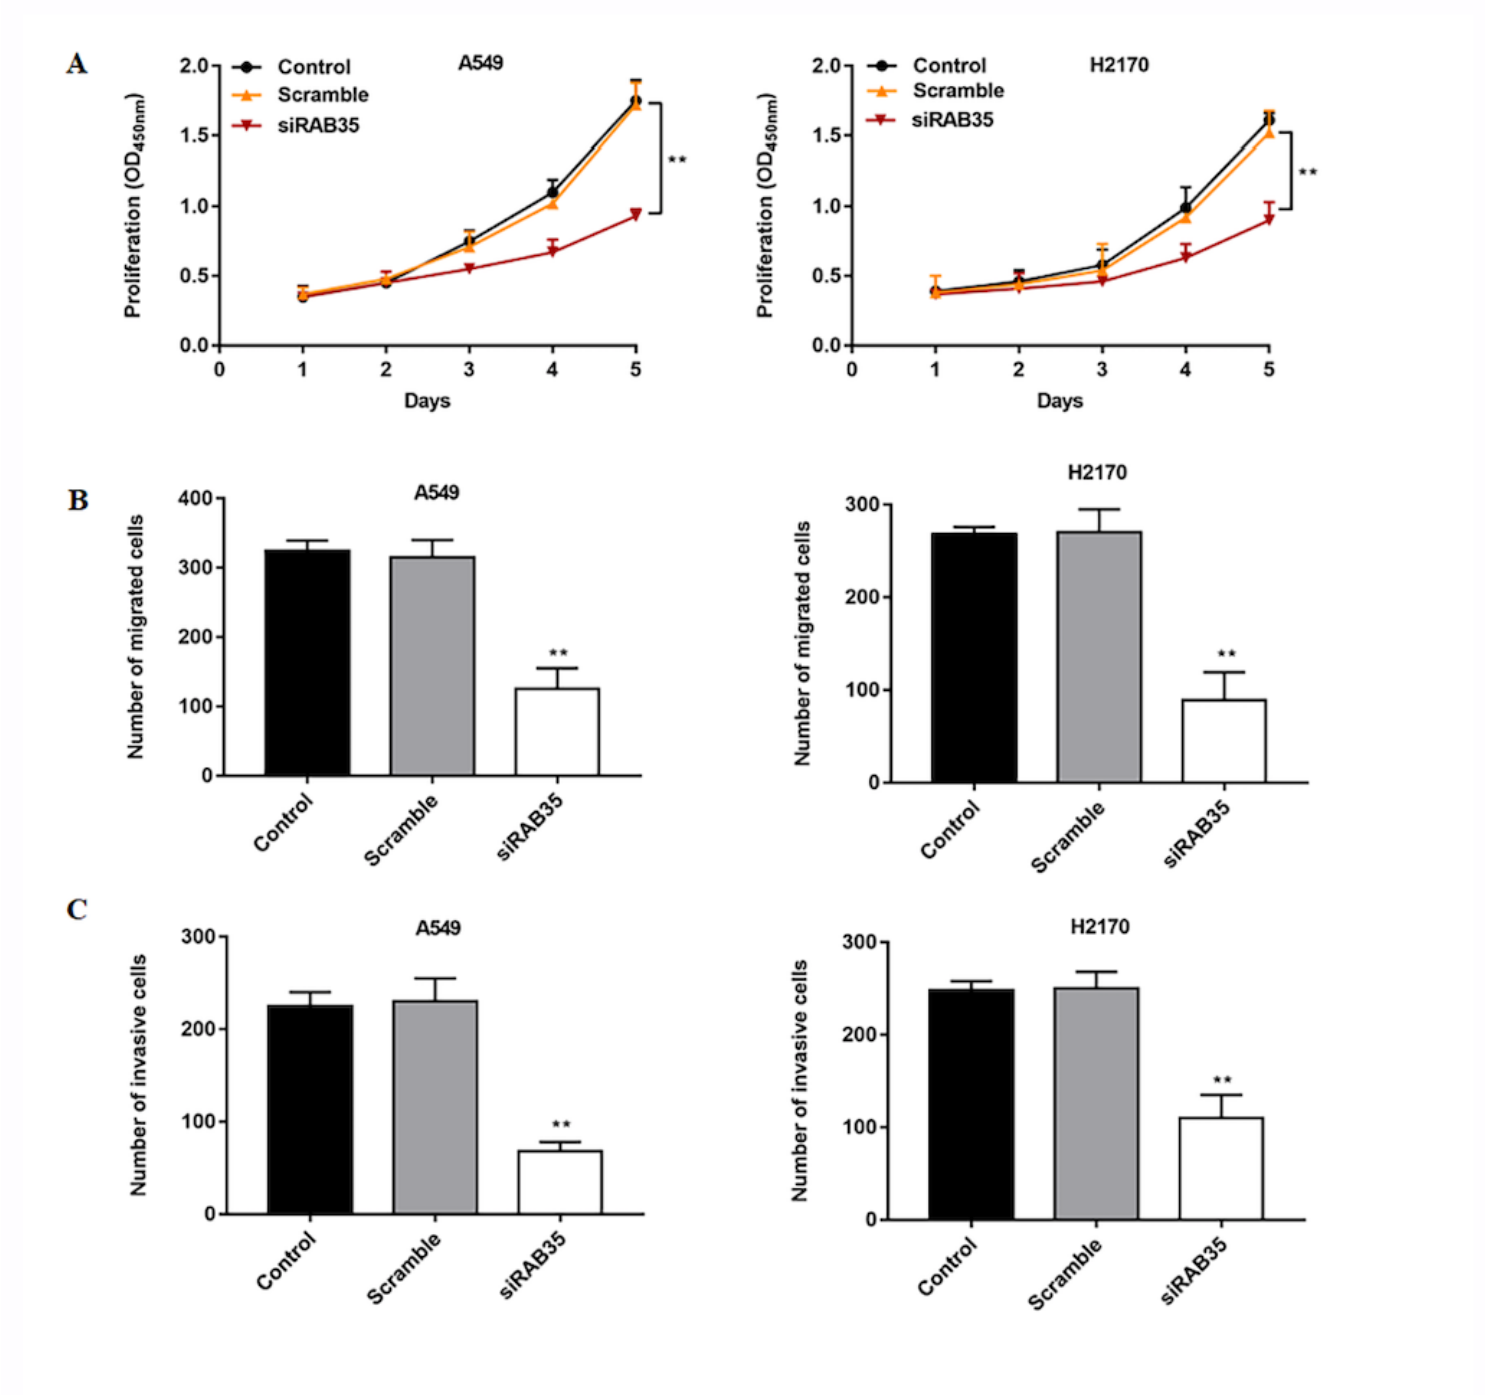 A
A549
Control
Scramble
siRAB35
Proliferation (OD450nm)
2.0
1.5
1.0
0.5
0.0
0 1 2 3 4 5
Days
**
H2170
Control
Scramble
siRAB35
Proliferation (OD450nm)
2.0
1.5
1.0
0.5
0.0
0 1 2 3 4 5
Days
**
B
A549
Number of migrated cells
400
300
200
100
0
**
Control
Scramble
siRAB35
H2170
Number of migrated cells
300
200
100
0
**
Control
Scramble
siRAB35
C
A549
Number of invasive cells
300
200
100
0
**
Control
Scramble
siRAB35
H2170
Number of invasive cells
300
200
100
0
**
Control
Scramble
siRAB35